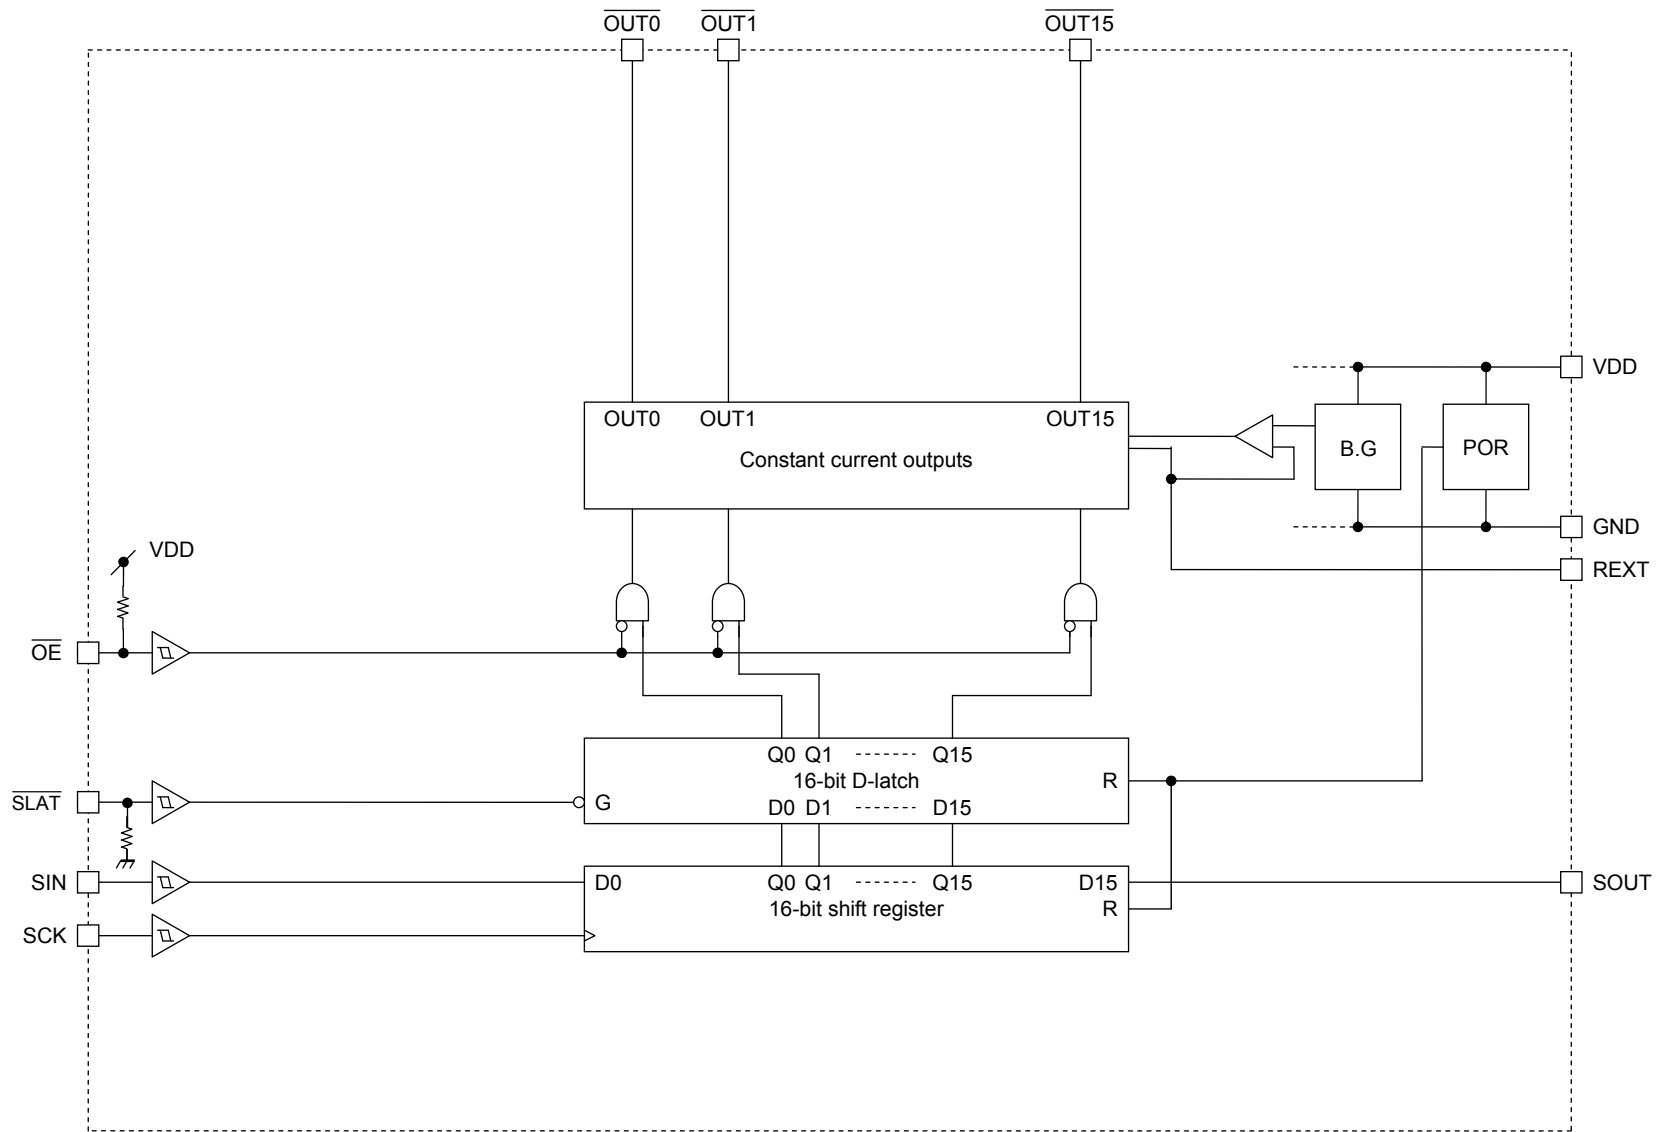 OUT0 OUT1 OUT15
VDD
OUT0 OUT1 OUT15
Constant current outputs
B.G
POR
GND
VDD
REXT
OE
Q0 Q1 Q15
16-bit D-latch
R
SLAT
G
D0 D1 D15
SIN
D0
Q0 Q1 Q15
D15
SOUT
16-bit shift register
R
SCK